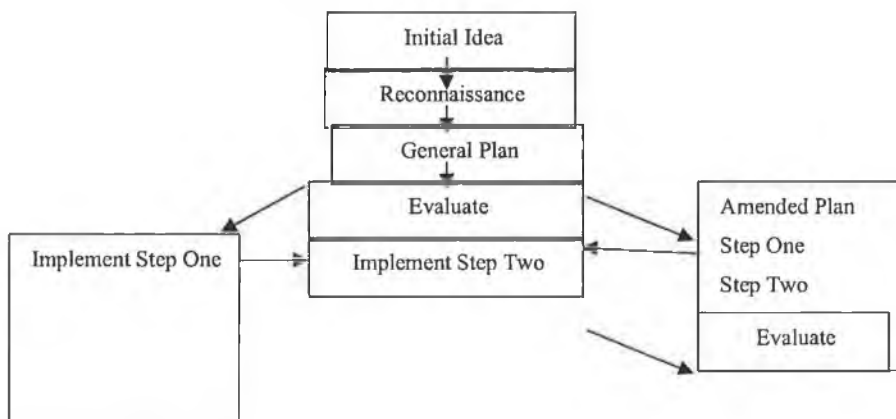 Initial Idea
Reconnaissance
General Plan
Evaluate
Implement Step One
Implement Step Two
Amended Plan
Step One
Step Two
Evaluate